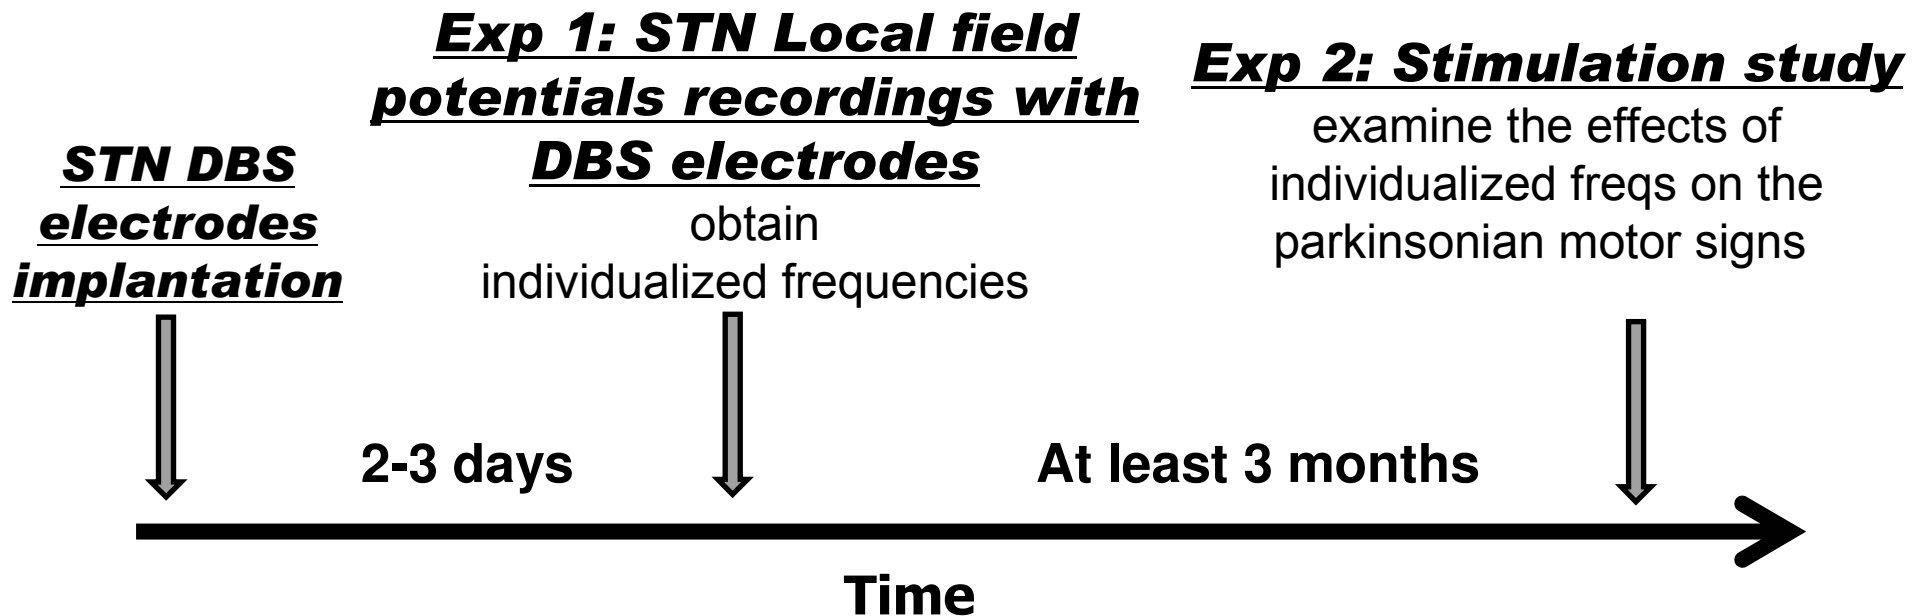 STN DBS
electrodes
implantation
Exp 1: STN Local field
potentials recordings with
DBS electrodes
obtain
individualized frequencies
Exp 2: Stimulation study
examine the effects of
individualized freqs on the
parkinsonian motor signs
2-3 days
At least 3 months
Time